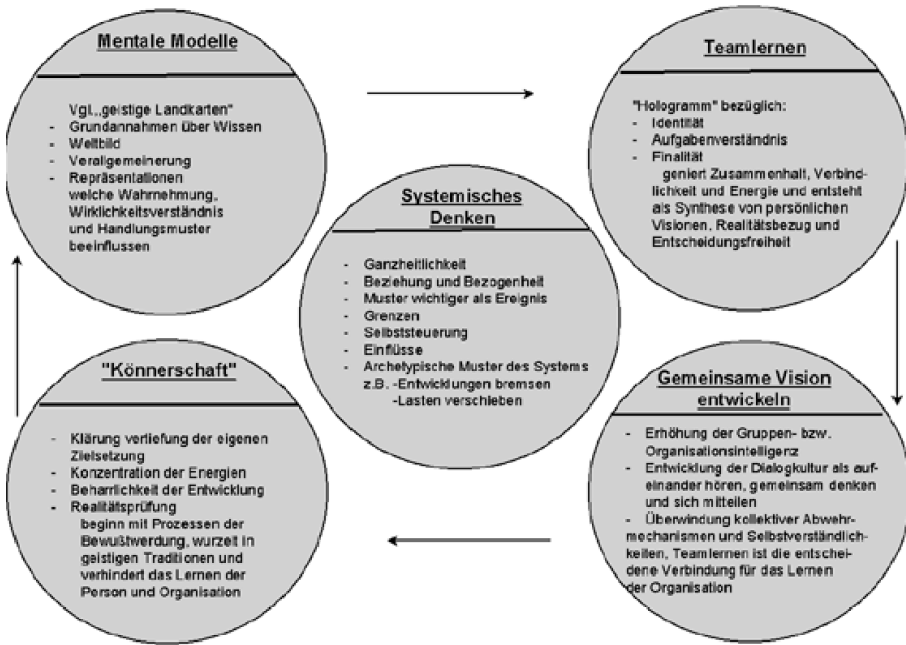 Mentale Modelle
Vgl.„geistige Landkarten"
- Grundannahmen über Wissen
- Weltbild
- Verallgemeinerung
- Repräsentationen
welche Wahrnehmung,
Wirklichkeitsverständnis
und Handlungsmuster
beeinflussen
Teamlernen
"Hologramm" bezüglich:
- Identität
- Aufgabenverständnis
- Finalität
geniert Zusammenhalt, Verbind-
lichkeit und Energie und entsteht
als Synthese von persönlichen
Visionen, Realitätsbezug und
Entscheidungsfreiheit
Systemisches
Denken
- Ganzheitlichkeit
- Beziehung und Bezogenheit
- Muster wichtiger als Ereignis
- Grenzen
- Selbststeuerung
- Einflüsse
- Archetypische Muster des Systems
z.B. -Entwicklungen bremsen
-Lasten verschieben
"Könnerschaft"
- Klärung verliefung der eigenen
Zielsetzung
- Konzentration der Energien
- Beharrlichkeit der Entwicklung
- Realitätsprüfung
beginn mit Prozessen der
Bewußtwerdung, wurzelt in
geistigen Traditionen und
verhindert das Lernen der
Person und Organisation
Gemeinsame Vision
entwickeln
- Erhöhung der Gruppen- bzw.
Organisationsintelligenz
- Entwicklung der Dialogkultur als auf-
einander hören, gemeinsam denken
und sich mitteilen
- Überwindung kollektiver Abwehr-
mechanismen und Selbstverständlich-
keiten, Teamlernen ist die entschei-
dene Verbindung für das Lernen
der Organisation